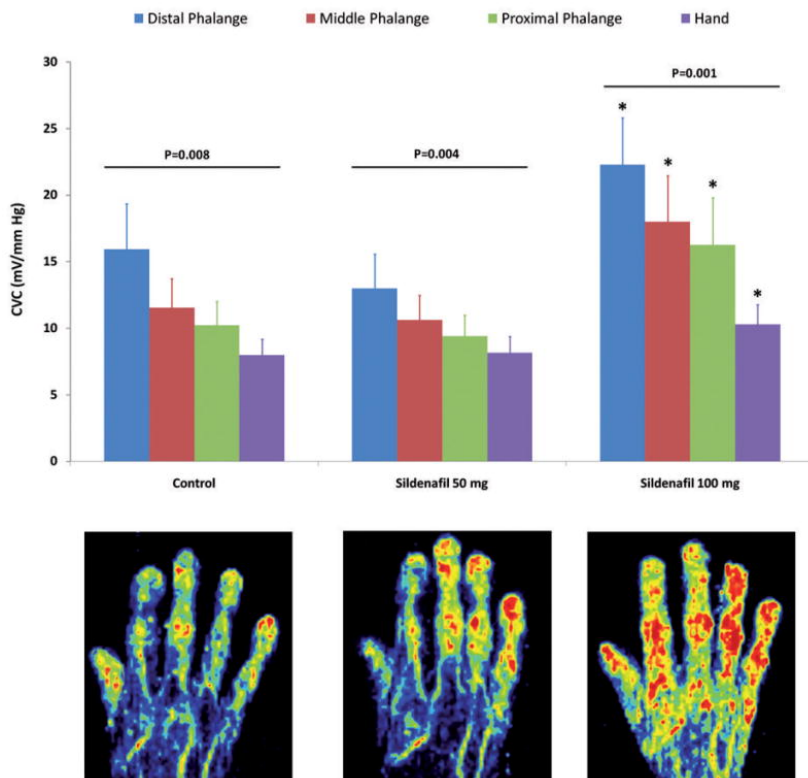 Distal Phalange Middle Phalange Proximal Phalange Hand
30
P=0.001
*
25
P=0.008 P=0.004
* *
20
CVC (mV/mm Hg)
15
*
10
5
0
Control Sildenafil 50 mg Sildenafil 100 mg